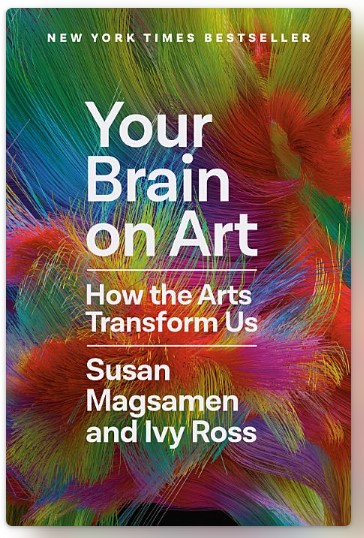 NEW YORK TIMES BESTSELLER
Your
Brain
on Art
How the Arts
Transform Us
Susan
Magsamen
and Ivy Ross